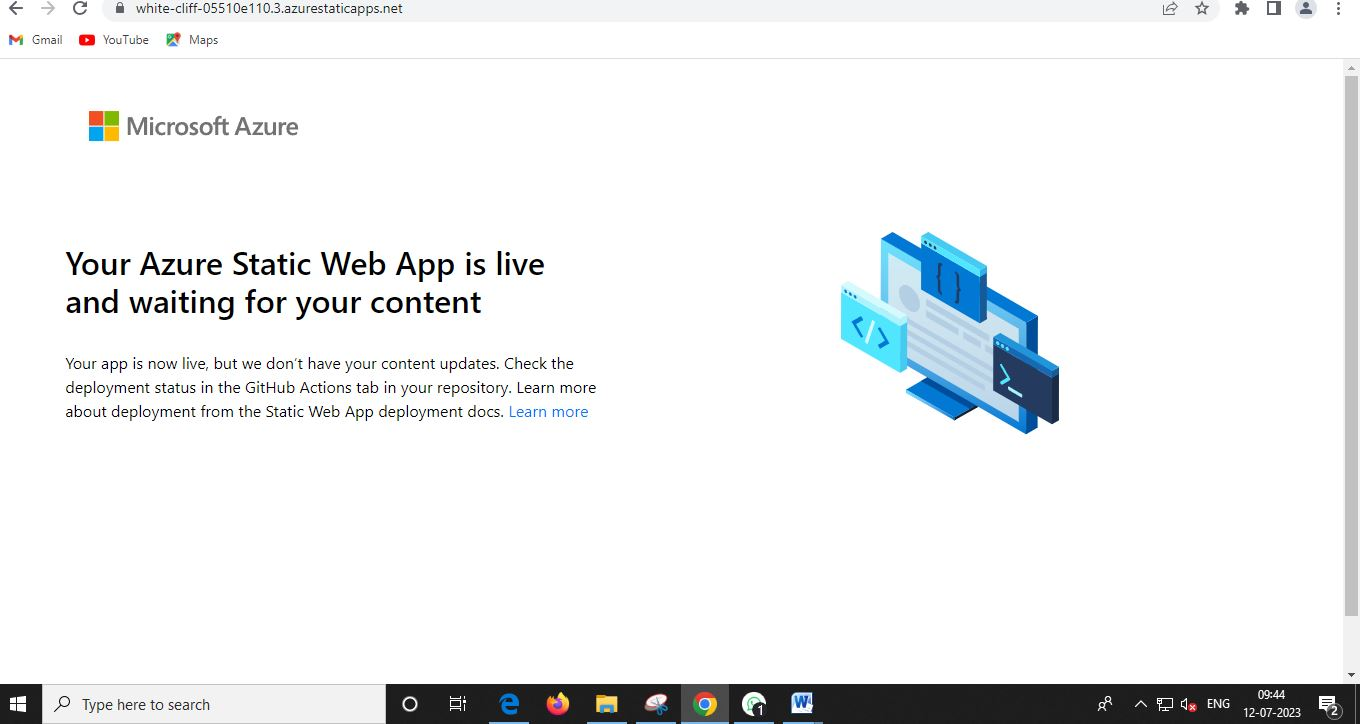 white-cliff-05510e110.3.azurestaticapps.net
Gmail YouTube Maps
Microsoft Azure
Your Azure Static Web App is live
and waiting for your content
Your app is now live, but we don’t have your content updates. Check the
deployment status in the GitHub Actions tab in your repository. Learn more
about deployment from the Static Web App deployment docs. Learn more
{ }
</>
>_
Type here to search
1
W
ENG
09:44
12-07-2023
2